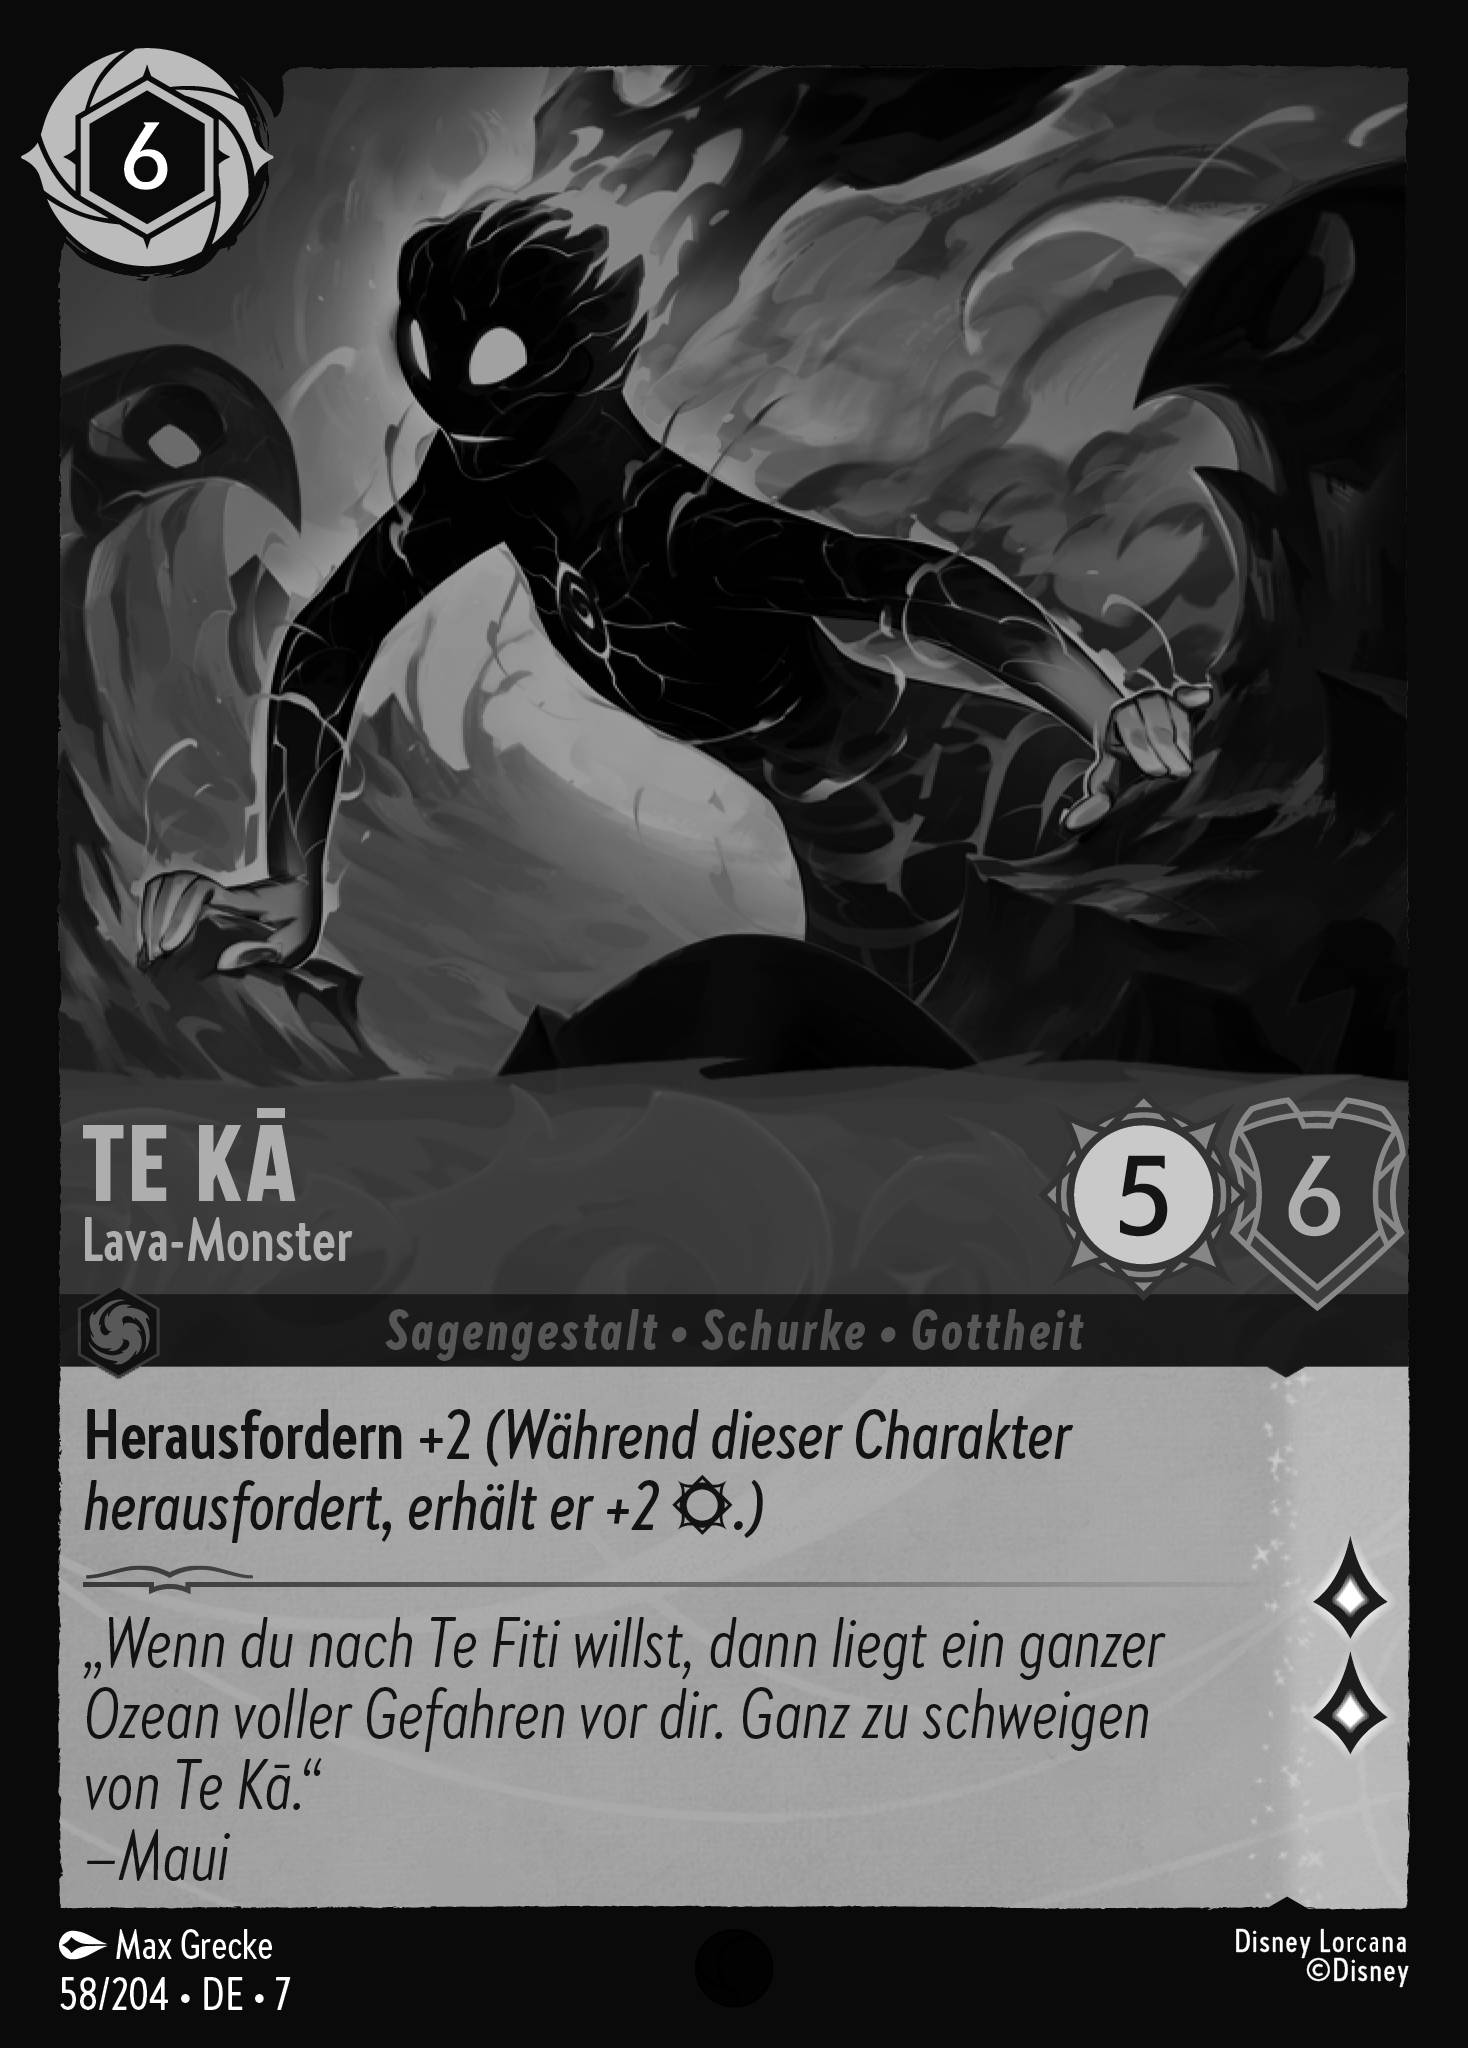 6
TE KĀ
Lava-Monster
5
6
Sagengestalt • Schurke • Gottheit
Herausfordern +2 (Während dieser Charakter
herausfordert, erhält er +2 .)
„Wenn du nach Te Fiti willst, dann liegt ein ganzer
Ozean voller Gefahren vor dir. Ganz zu schweigen
von Te Kā.“
–Maui
Max Grecke
58/204 • DE • 7
Disney Lorcana
©Disney